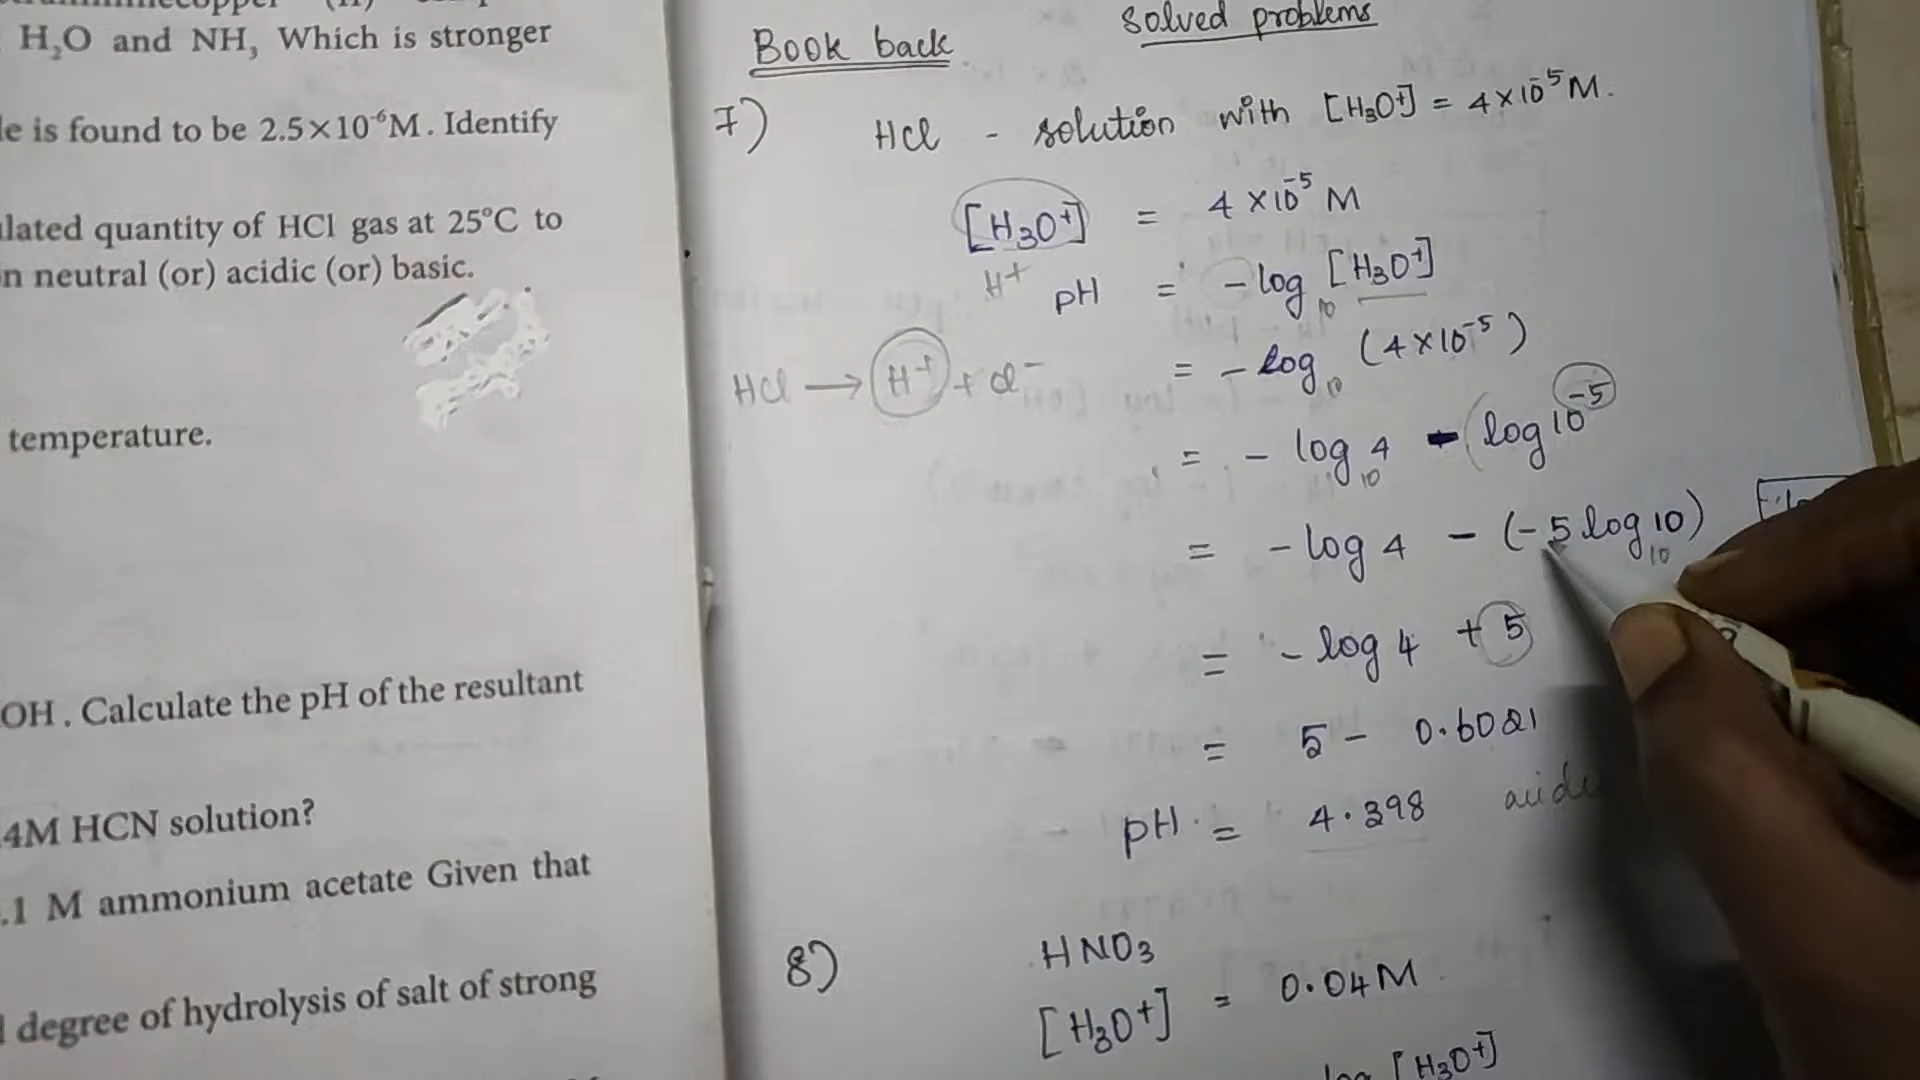 H₂O and NH₃ Which is stronger
le is found to be 2.5×10⁻⁶M. Identify
lated quantity of HCl gas at 25°C to
n neutral (or) acidic (or) basic.
temperature.
OH. Calculate the pH of the resultant
4M HCN solution?
.1 M ammonium acetate Given that
degree of hydrolysis of salt of strong
Book back solved problems
7) HCl - solution with [H₃O⁺] = 4×10⁻⁵ M.
[H₃O⁺] = 4×10⁻⁵ M
H⁺ pH = -log₁₀ [H₃O⁺]
HCl → H⁺ + Cl⁻ = -log₁₀ (4×10⁻⁵)
= - log₁₀ 4 - (log 10⁻⁵
= - log 4 - (-5 log₁₀ 10)
= - log 4 + 5
= 5 - 0.6021
pH = 4.398
8) HNO₃
[H₃O⁺] = 0.04 M
log [H₃O⁺]